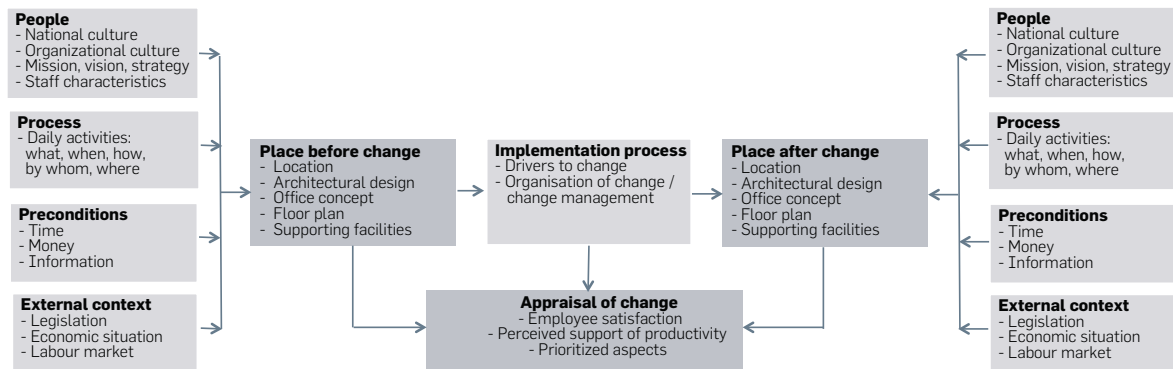 People
- National culture
- Organizational culture
- Mission, vision, strategy
- Staff characteristics
Process
- Daily activities:
what, when, how,
by whom, where
Preconditions
- Time
- Money
- Information
External context
- Legislation
- Economic situation
- Labour market
Place before change
- Location
- Architectural design
- Office concept
- Floor plan
- Supporting facilities
Implementation process
- Drivers to change
- Organisation of change /
change management
Place after change
- Location
- Architectural design
- Office concept
- Floor plan
- Supporting facilities
Appraisal of change
- Employee satisfaction
- Perceived support of productivity
- Prioritized aspects
People
- National culture
- Organizational culture
- Mission, vision, strategy
- Staff characteristics
Process
- Daily activities:
what, when, how,
by whom, where
Preconditions
- Time
- Money
- Information
External context
- Legislation
- Economic situation
- Labour market